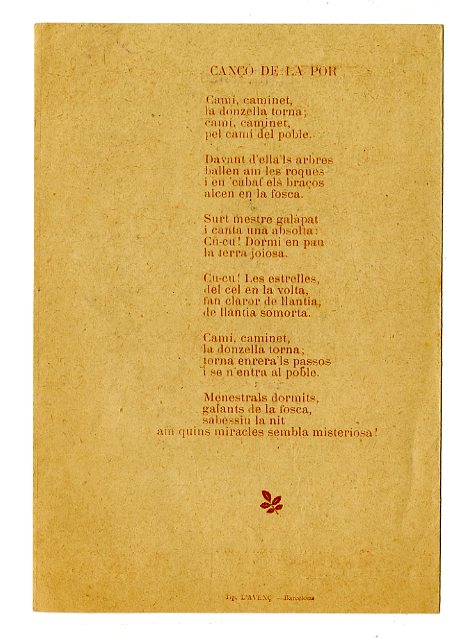 CANÇO DE LA POR
Camí, caminet,
la donzella torna;
camí, caminet,
pel camí del poble.
Davant d'ella'ls arbres
ballen am les roques
i en 'cabat els braços
alcen en la fosca.
Surt mestre galàpat
i canta una absolta:
Cu-cu! Dormi en pau
la terra joiosa.
Cu-cu! Les estrelles,
del cel en la volta,
fan claror de llantia,
de llantia somorta.
Camí, caminet,
la donzella torna;
torna enrera'ls passos
i se n'entra al poble.
Menestrals dormits,
galants de la fosca,
sabessiu la nit
am quins miracles sembla misteriosa!
Tip. L'AVENÇ —Barcelona